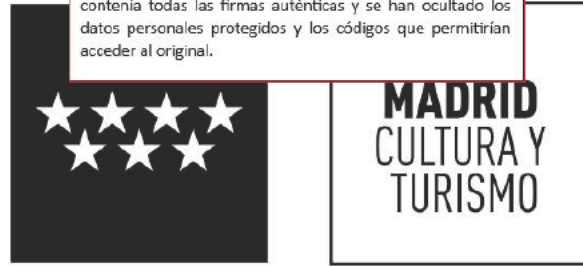 contenía todas las firmas auténticas y se han ocultado los
datos personales protegidos y los códigos que permitirían
acceder al original.
MADRID
CULTURA Y
TURISMO